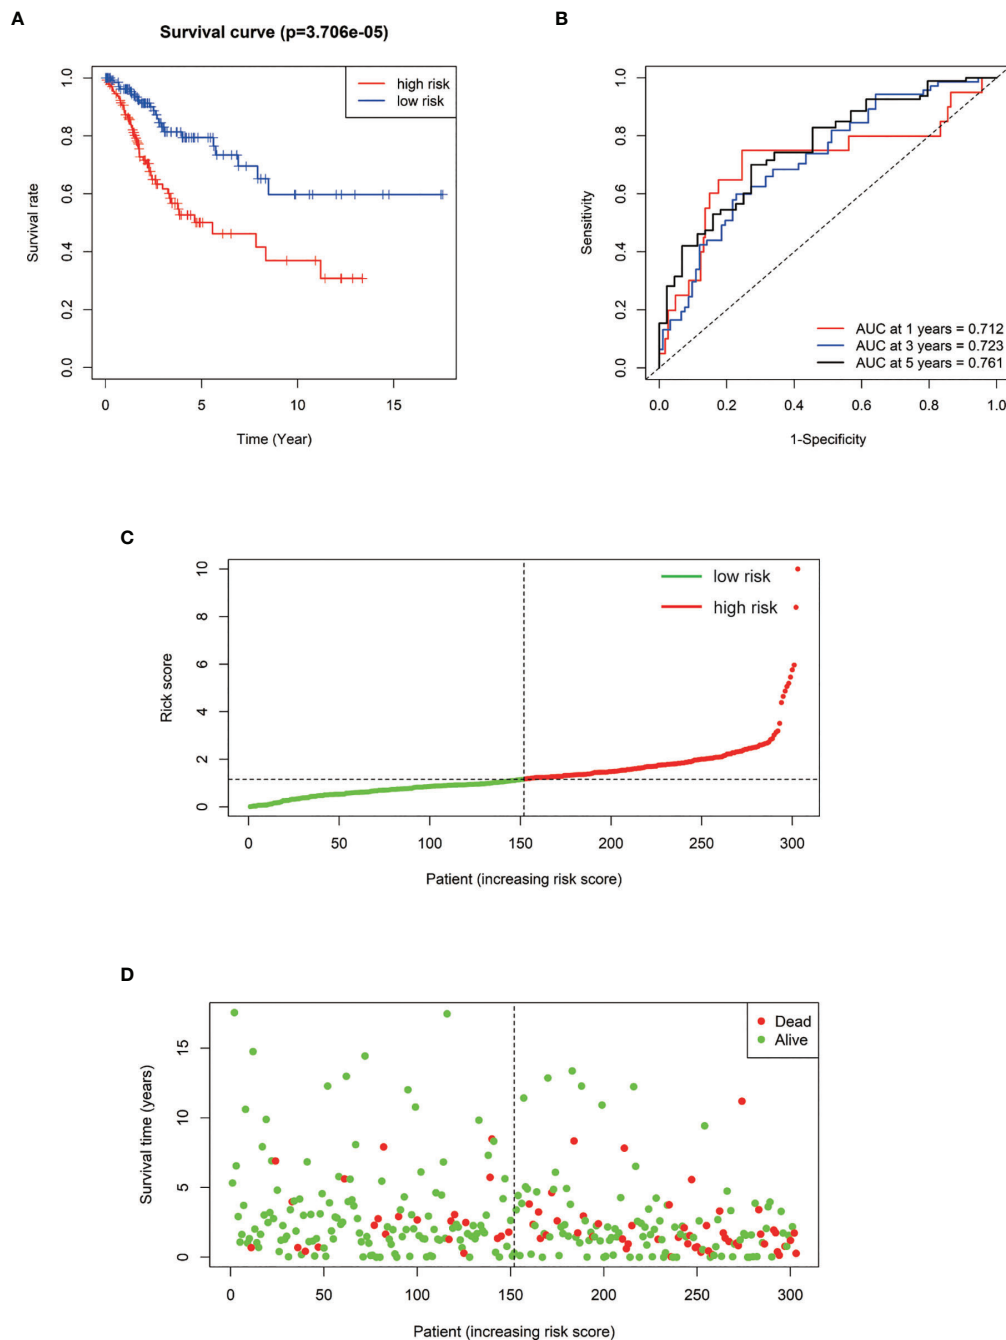 A
Survival curve (p=3.706e-05)
high risk
low risk
Survival rate
1.0
0.8
0.6
0.4
0.2
0.0
0 5 10 15
Time (Year)
B
Sensitivity
1.0
0.8
0.6
0.4
0.2
0.0
AUC at 1 years = 0.712
AUC at 3 years = 0.723
AUC at 5 years = 0.761
0.0 0.2 0.4 0.6 0.8 1.0
1-Specificity
C
low risk
high risk
Rick score
10
8
6
4
2
0
0 50 100 150 200 250 300
Patient (increasing risk score)
D
Dead
Alive
Survival time (years)
15
10
5
0
0 50 100 150 200 250 300
Patient (increasing risk score)